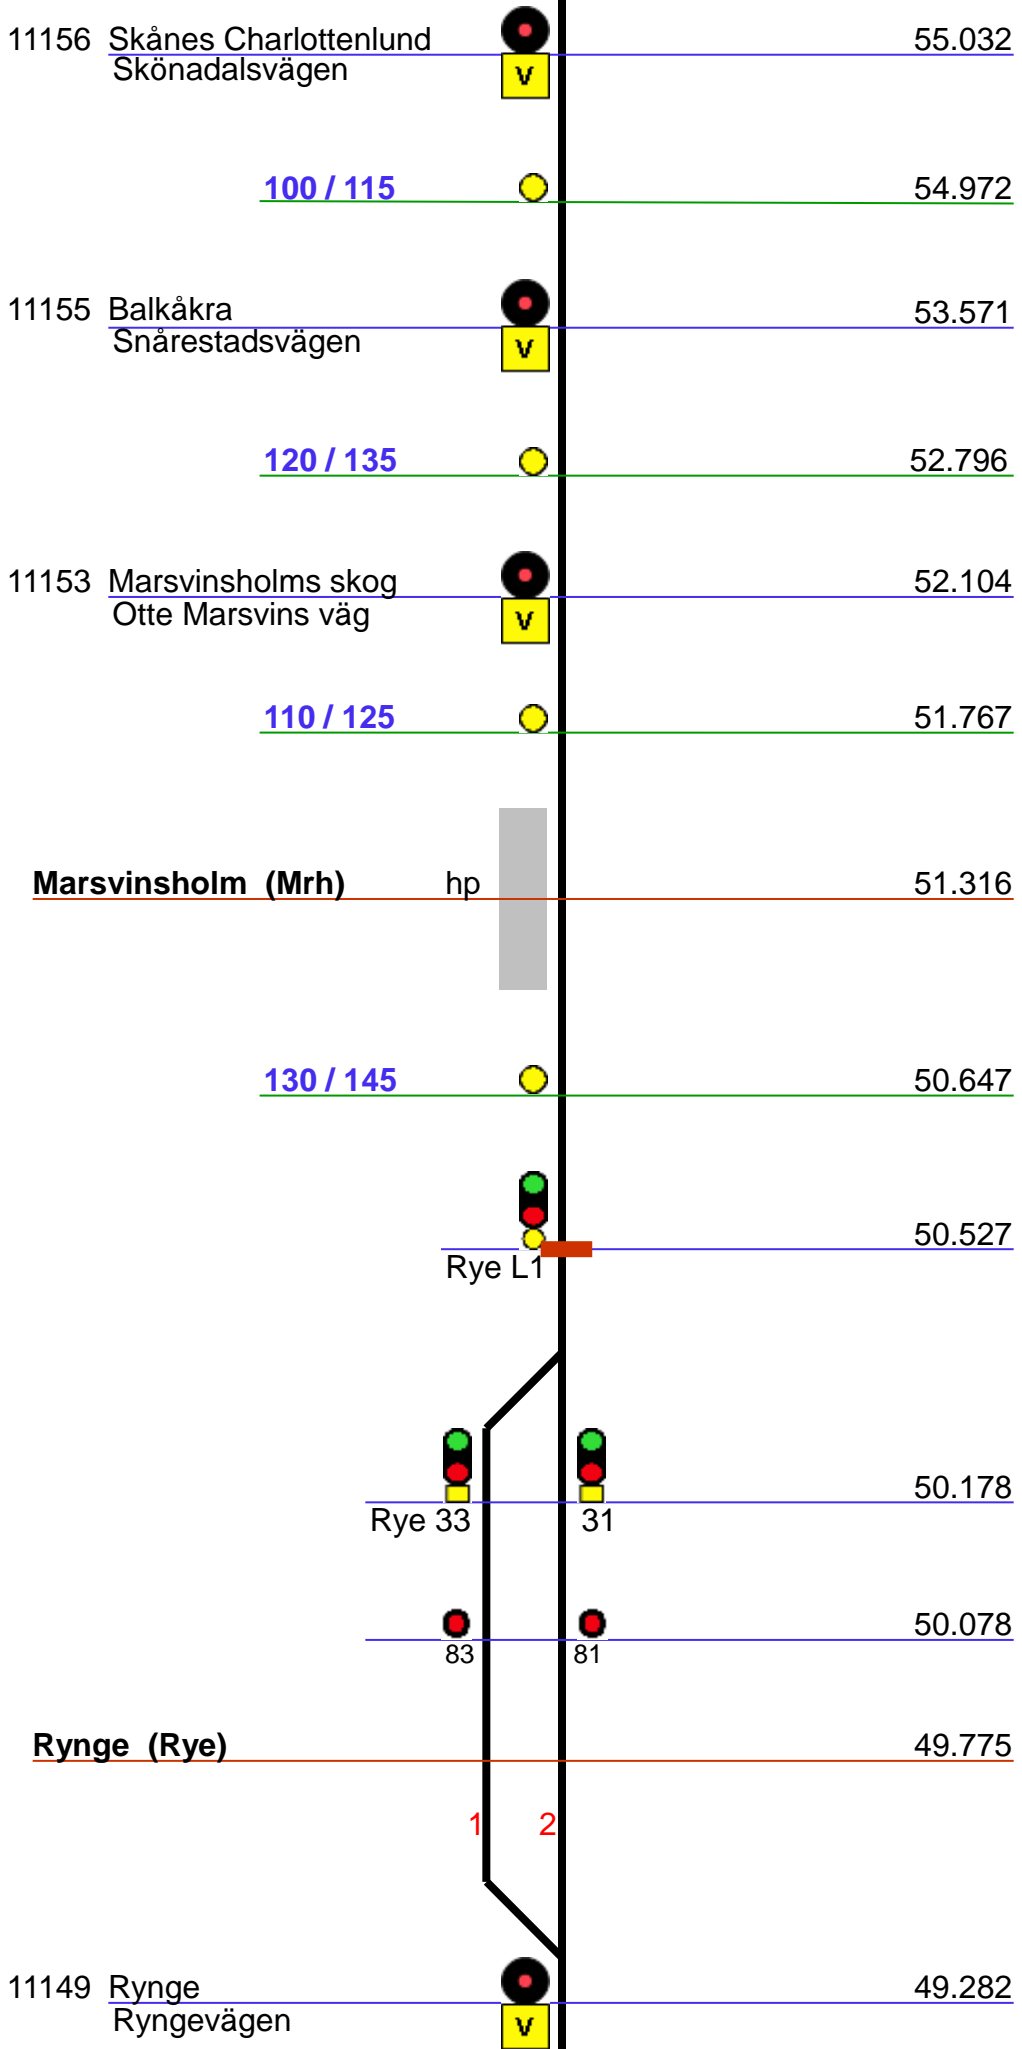 11156 Skånes Charlottenlund 55.032
Skönadalsvägen
V
100 / 115 54.972
11155 Balkåkra 53.571
Snårestadsvägen
V
120 / 135 52.796
11153 Marsvinsholms skog 52.104
Otte Marsvins väg
V
110 / 125 51.767
Marsvinsholm (Mrh) hp 51.316
130 / 145 50.647
50.527
Rye L1
50.178
Rye 33 31
50.078
83 81
Rynge (Rye) 49.775
1 2
11149 Rynge 49.282
Ryngevägen
V